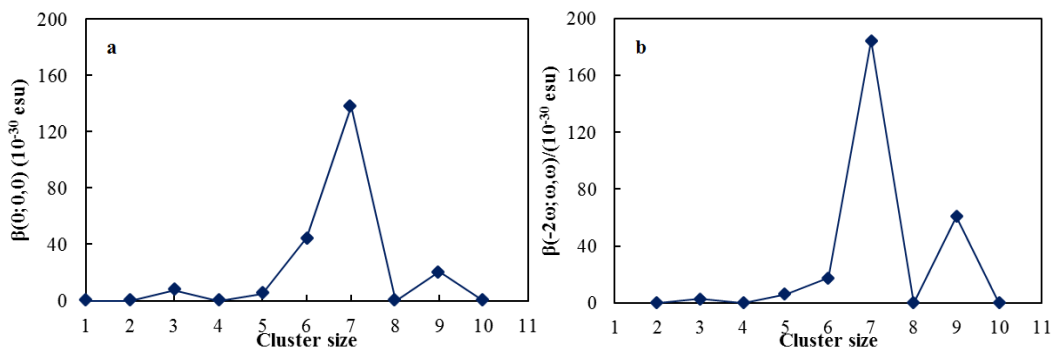 a
β(0;0,0) (10⁻³⁰ esu)
200
160
120
80
40
0
1 2 3 4 5 6 7 8 9 10 11
Cluster size
b
β(-2ω;ω,ω)/(10⁻³⁰ esu)
200
160
120
80
40
0
1 2 3 4 5 6 7 8 9 10 11
Cluster size